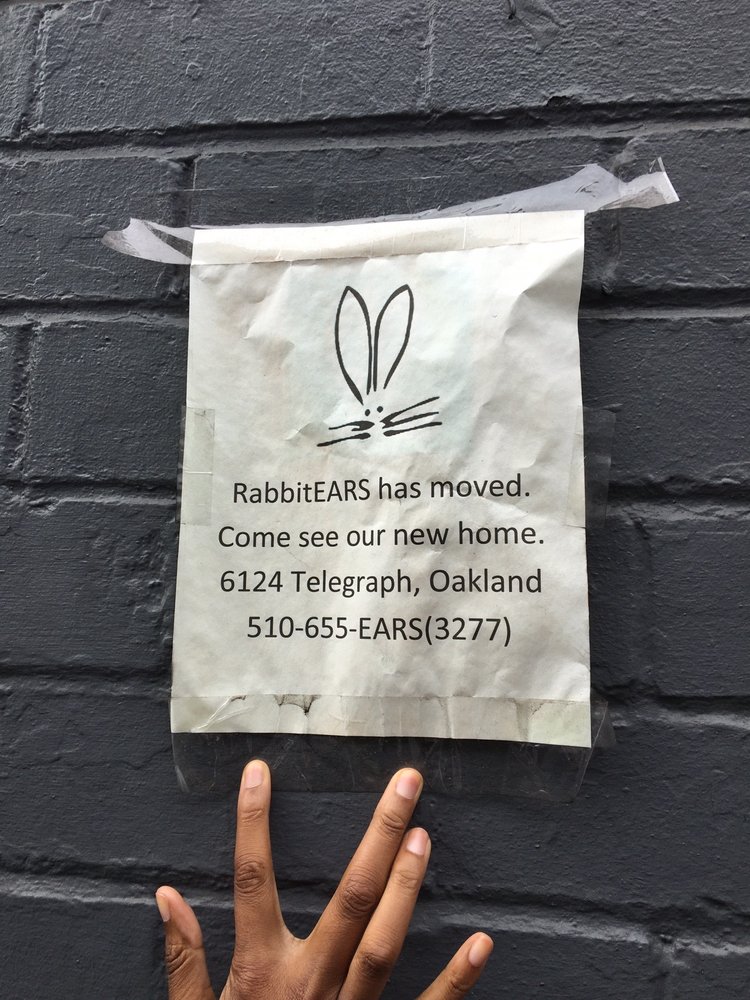 RabbitEARS has moved.
Come see our new home.
6124 Telegraph, Oakland
510-655-EARS(3277)